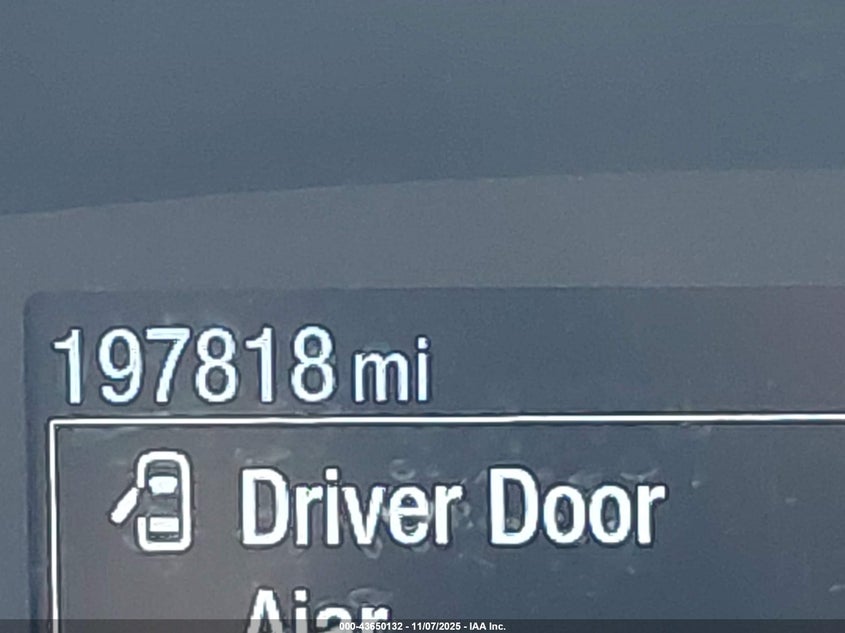 197818 mi
Driver Door
Ajar
000-43650132 - 11/07/2025 - IAA Inc.